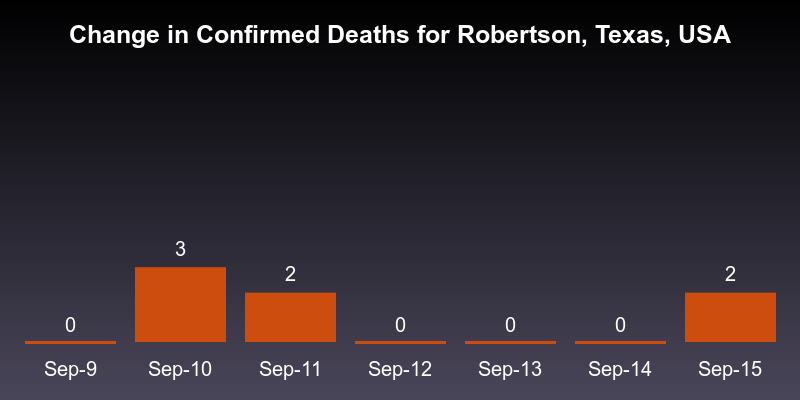 Change in Confirmed Deaths for Robertson, Texas, USA
0 3 2 0 0 0 2
Sep-9 Sep-10 Sep-11 Sep-12 Sep-13 Sep-14 Sep-15